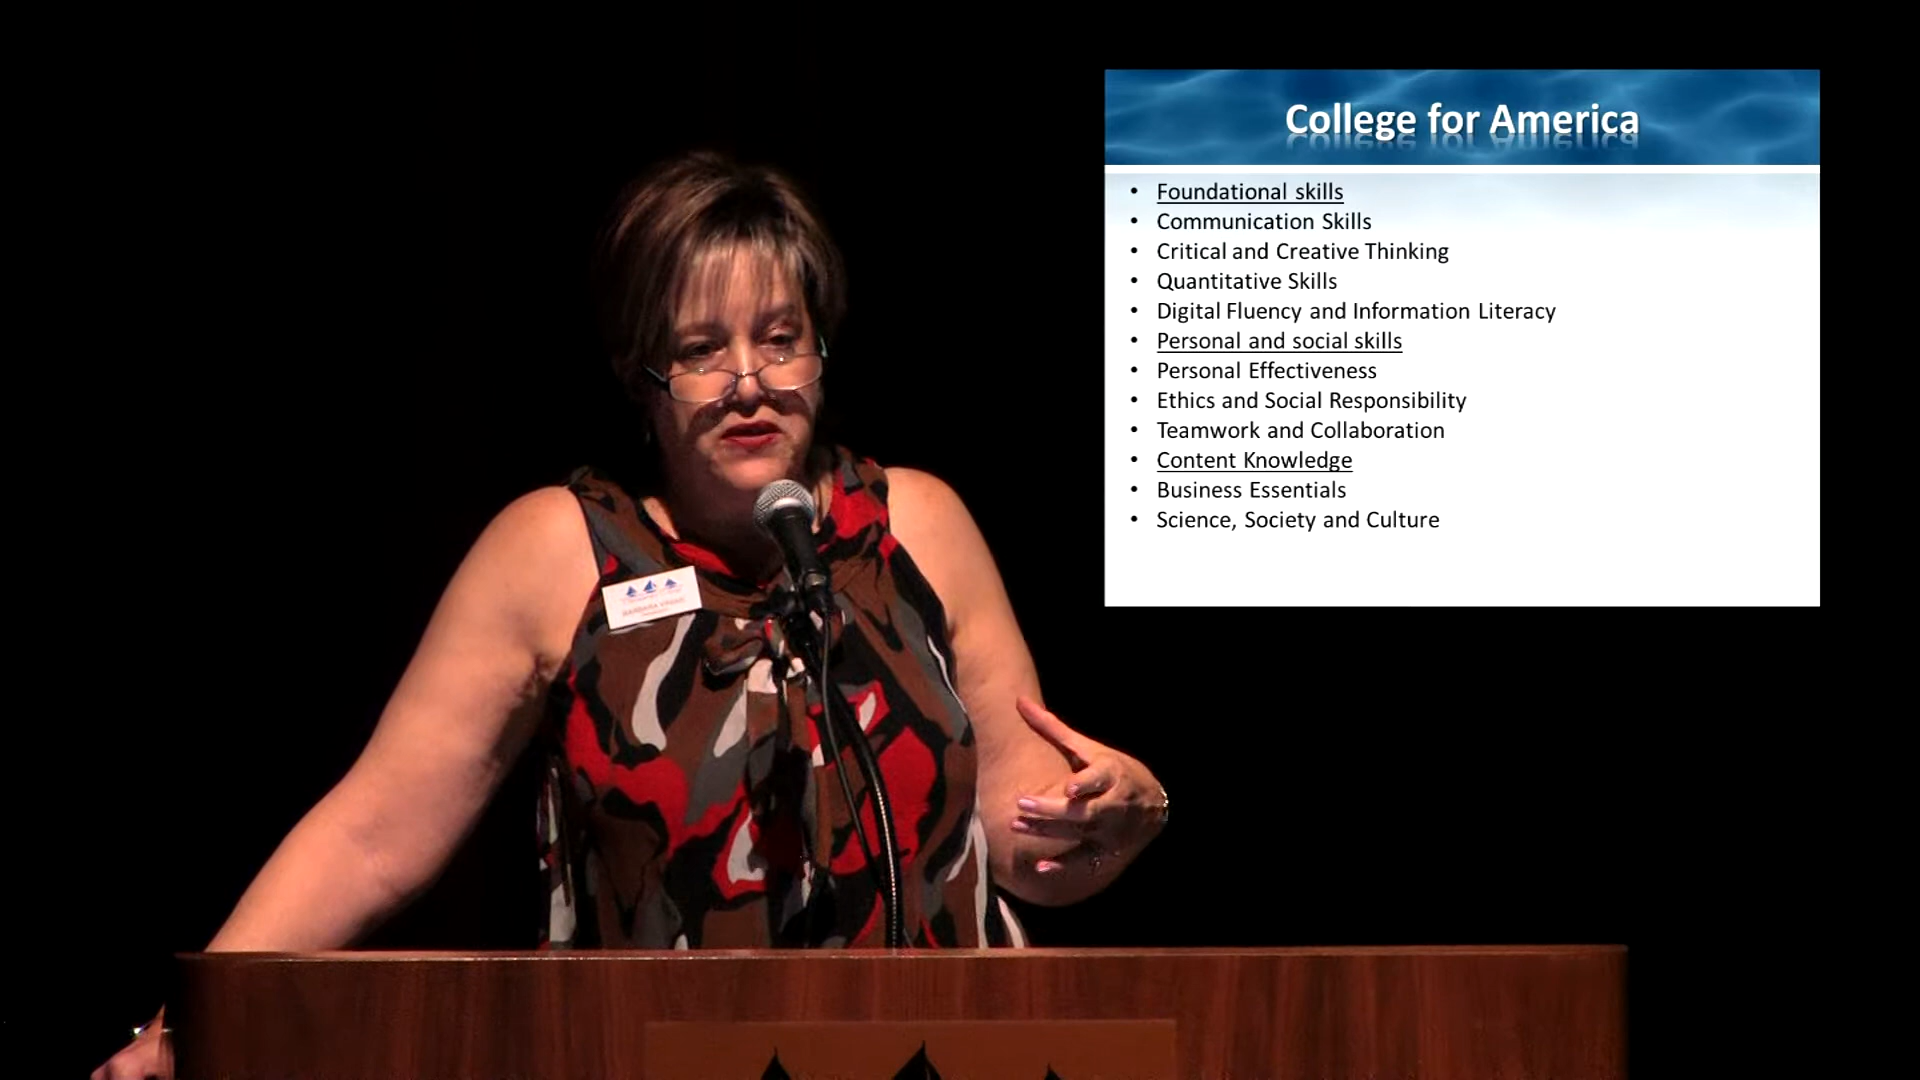 College for America
• Foundational skills
• Communication Skills
• Critical and Creative Thinking
• Quantitative Skills
• Digital Fluency and Information Literacy
• Personal and social skills
• Personal Effectiveness
• Ethics and Social Responsibility
• Teamwork and Collaboration
• Content Knowledge
• Business Essentials
• Science, Society and Culture
BARBARA